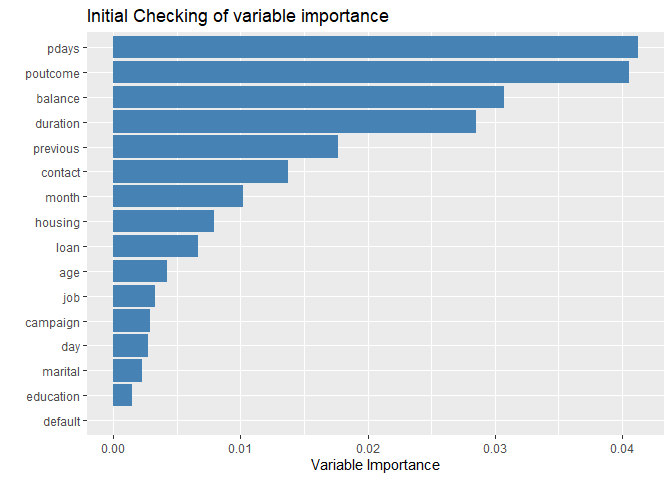 Initial Checking of variable importance
pdays
poutcome
balance
duration
previous
contact
month
housing
loan
age
job
campaign
day
marital
education
default
0.00 0.01 0.02 0.03 0.04
Variable Importance